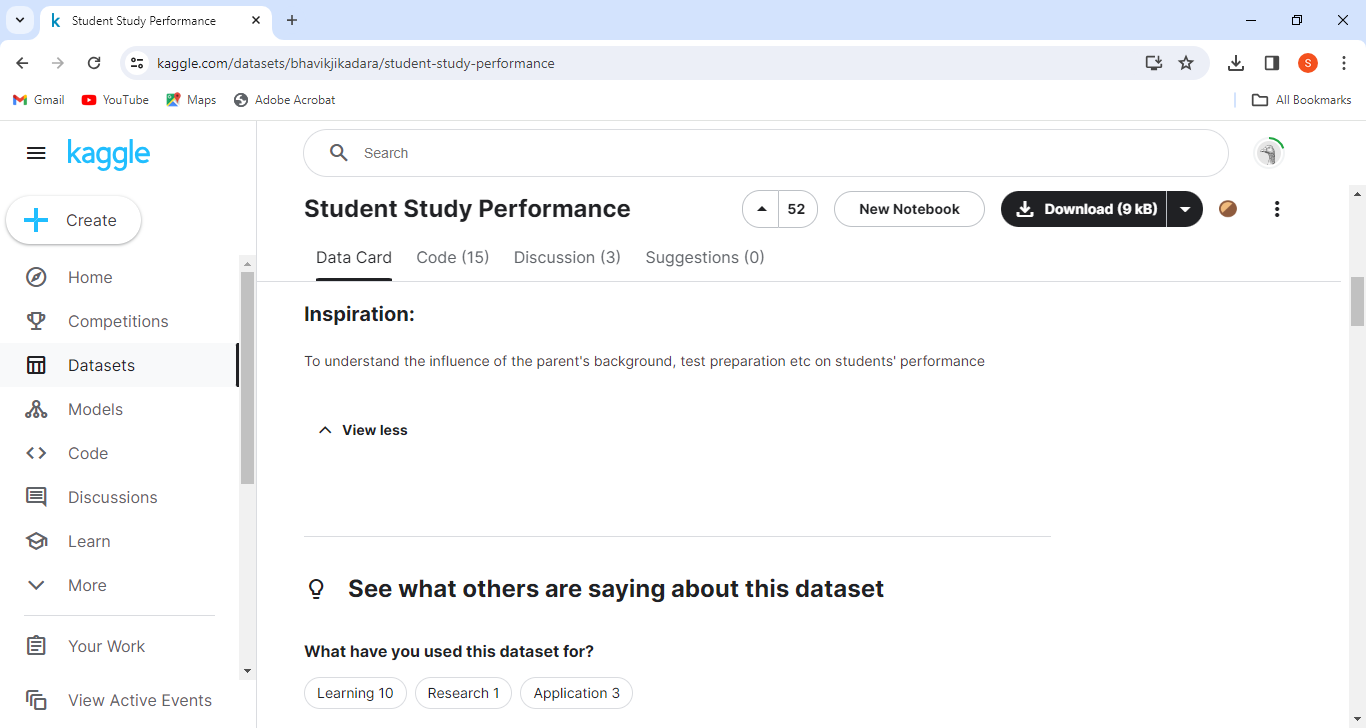 Student Study Performance
kaggle.com/datasets/bhavikjikadara/student-study-performance
S
Gmail YouTube Maps Adobe Acrobat All Bookmarks
kaggle
Search
Create
Home
Competitions
Datasets
Models
Code
Discussions
Learn
More
Your Work
View Active Events
Student Study Performance
52 New Notebook Download (9 kB)
Data Card Code (15) Discussion (3) Suggestions (0)
Inspiration:
To understand the influence of the parent's background, test preparation etc on students' performance
View less
See what others are saying about this dataset
What have you used this dataset for?
Learning 10 Research 1 Application 3